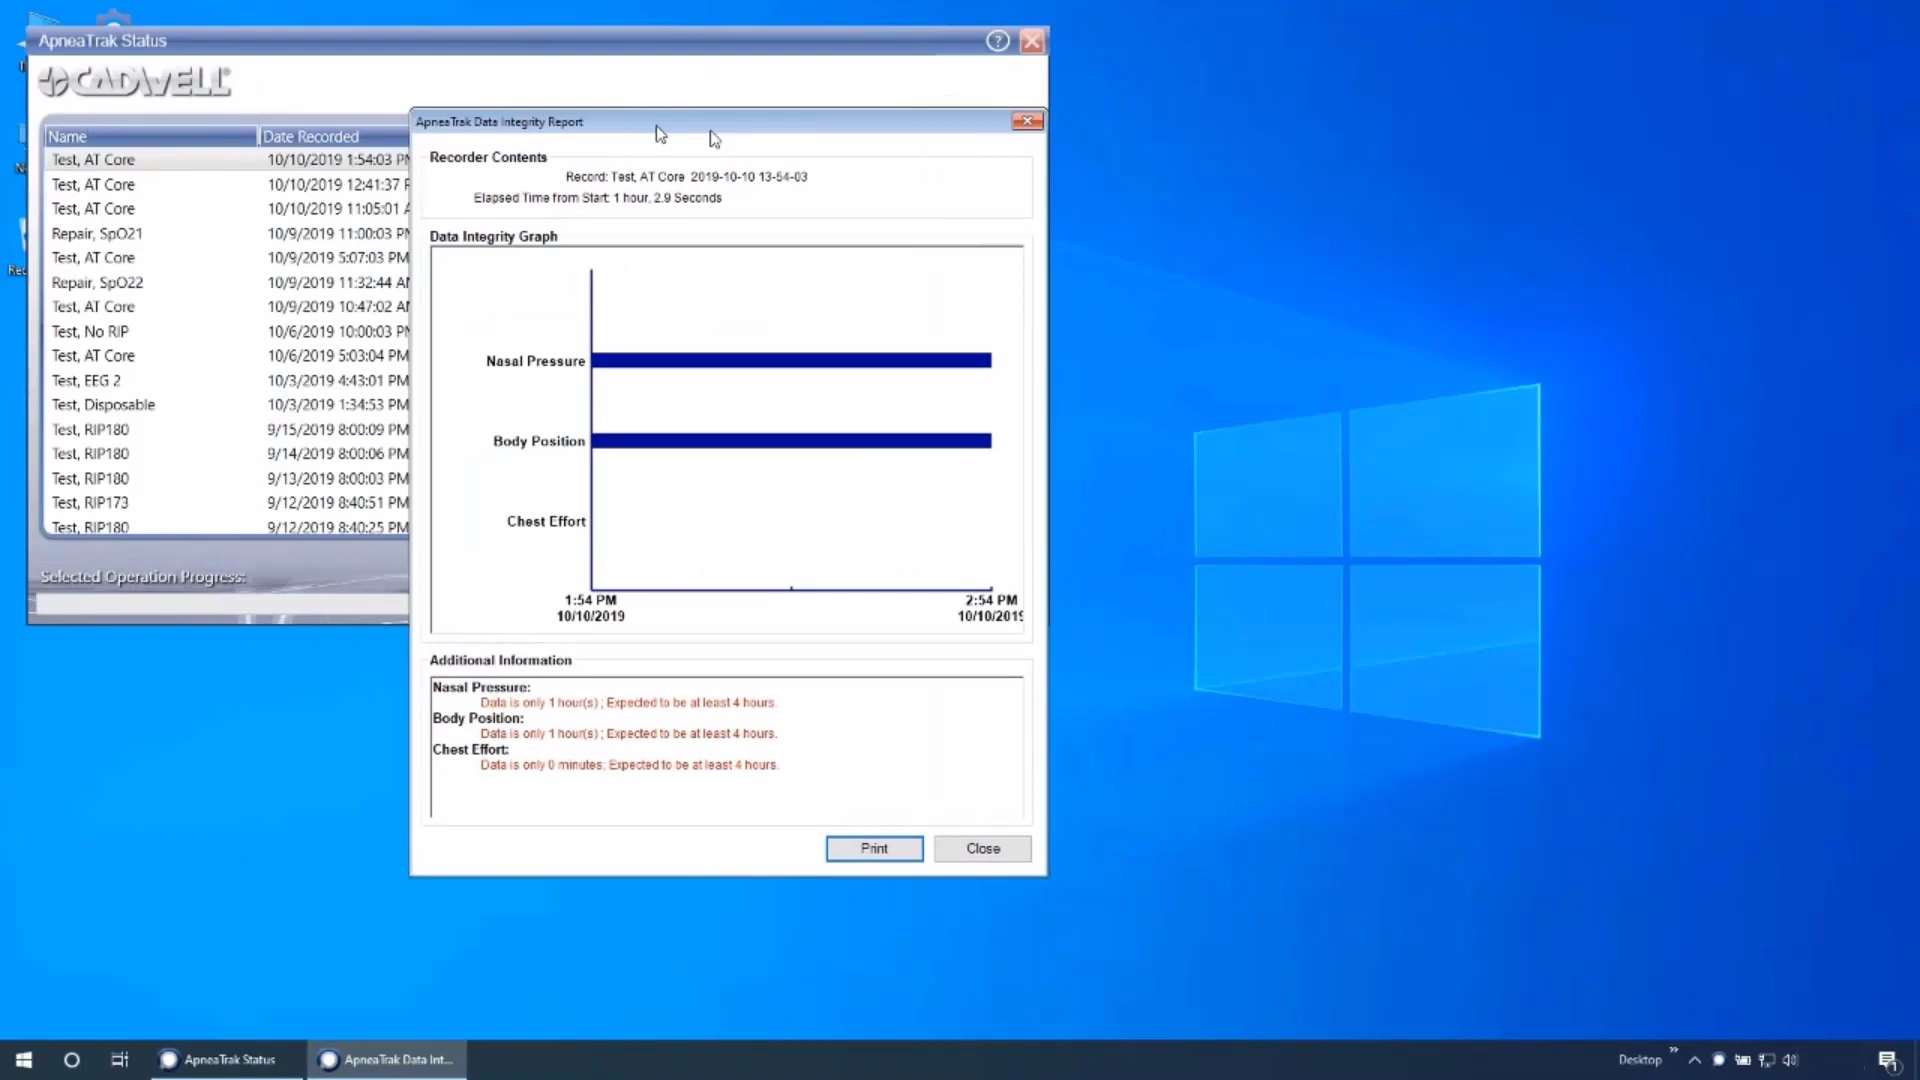 ApneaTrak Status
?
CADWELL
Name Date Recorded
Test, AT Core 10/10/2019 1:54:03 P
Test, AT Core 10/10/2019 12:41:37
Test, AT Core 10/10/2019 11:05:01
Repair, SpO21 10/9/2019 11:00:03 P
Test, AT Core 10/9/2019 5:07:03 PM
Repair, SpO22 10/9/2019 11:32:44 A
Test, AT Core 10/9/2019 10:47:02 A
Test, No RIP 10/6/2019 10:00:03 P
Test, AT Core 10/6/2019 5:03:04 PM
Test, EEG 2 10/3/2019 4:43:01 PM
Test, Disposable 10/3/2019 1:34:53 PM
Test, RIP180 9/15/2019 8:00:09 PM
Test, RIP180 9/14/2019 8:00:06 PM
Test, RIP180 9/13/2019 8:00:03 PM
Test, RIP173 9/12/2019 8:40:51 PM
Test, RIP180 9/12/2019 8:40:25 PM
Selected Operation Progress:
ApneaTrak Data Integrity Report
Recorder Contents
Record: Test, AT Core 2019-10-10 13-54-03
Elapsed Time from Start: 1 hour, 2.9 Seconds
Data Integrity Graph
Nasal Pressure
Body Position
Chest Effort
1:54 PM 2:54 PM
10/10/2019 10/10/2019
Additional Information
Nasal Pressure:
Data is only 1 hour(s) ; Expected to be at least 4 hours.
Body Position:
Data is only 1 hour(s) ; Expected to be at least 4 hours.
Chest Effort:
Data is only 0 minutes; Expected to be at least 4 hours.
Print Close
ApneaTrak Status ApneaTrak Data Int... Desktop » 1